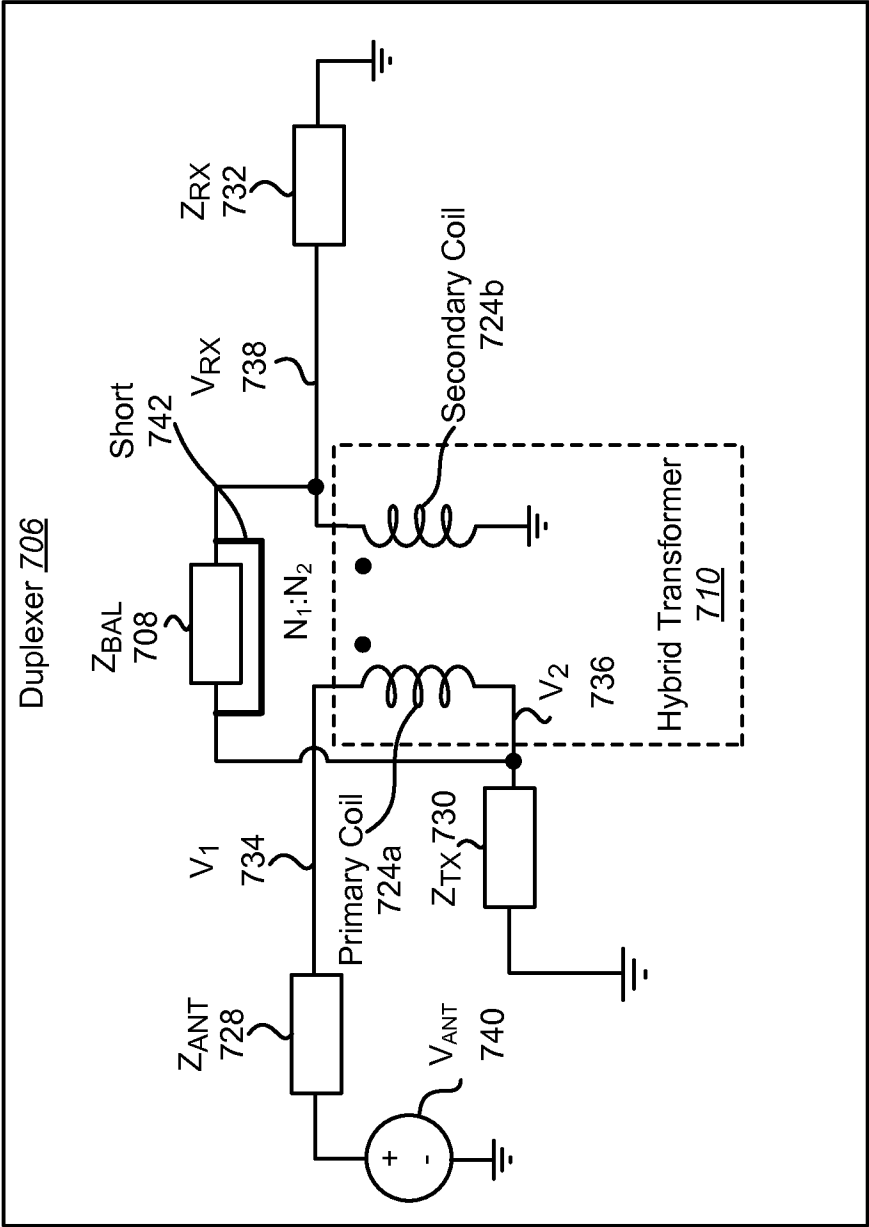 Duplexer 706
ZBAL
708
Short
742
VRX
738
ZRX
732
N1:N2
V1
734
ZANT
728
Primary Coil
724a
Secondary Coil
724b
VANT
740
+
-
ZTX 730
V2
736
Hybrid Transformer
710